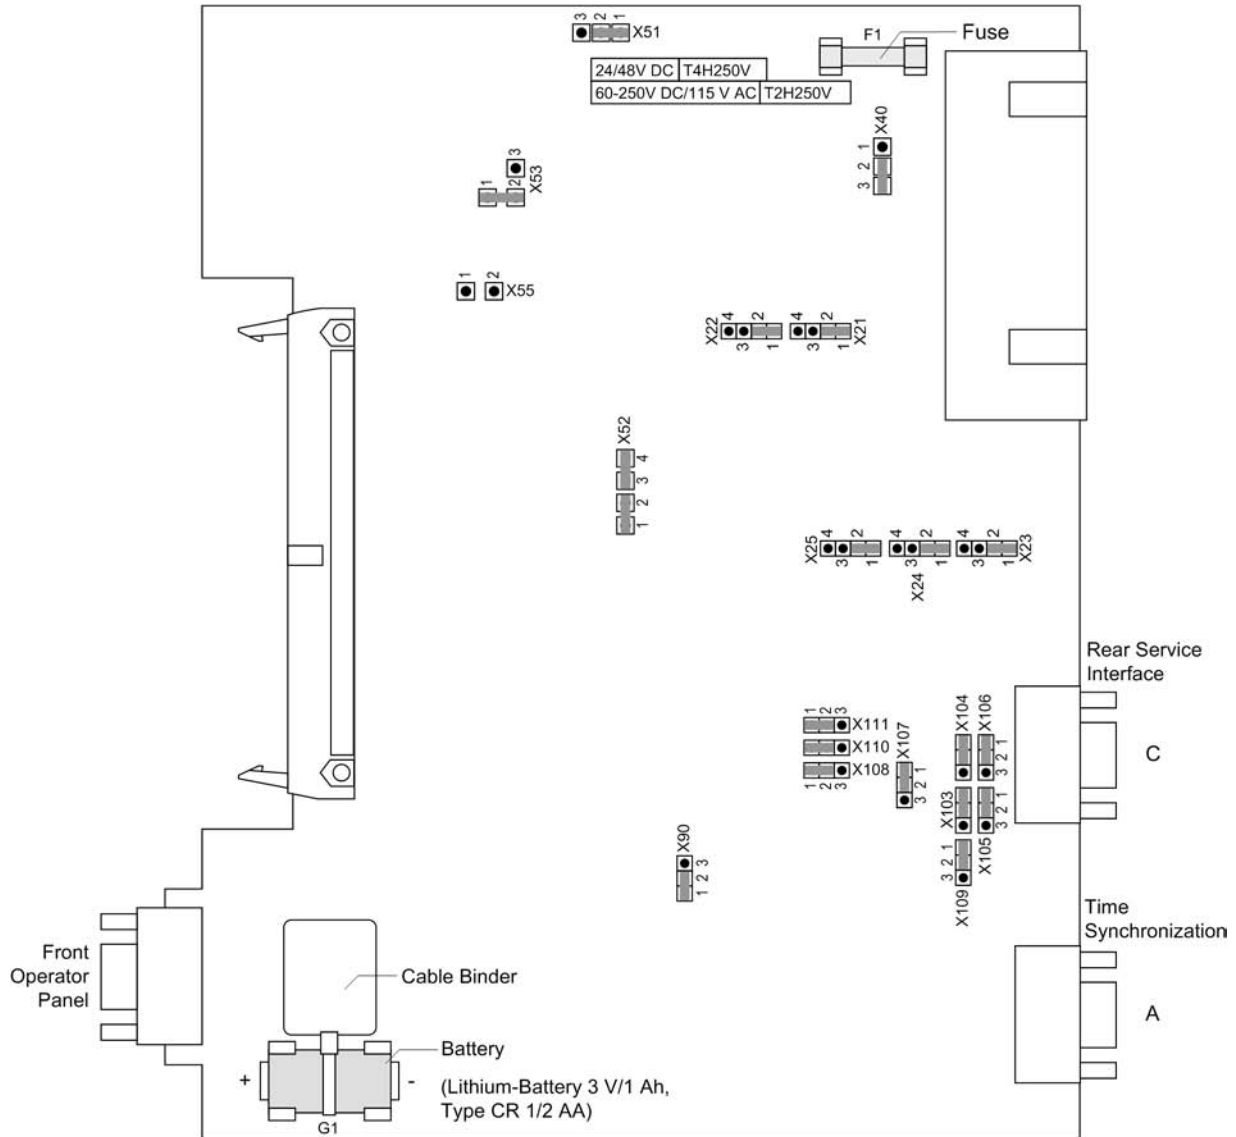 3 2 1 X51
F1
Fuse
24/48V DC T4H250V
60-250V DC/115 V AC T2H250V
X40
1 2 3
3
1 2 X53
1 2 X55
X22 4 3 2 1
4 3 2 1 X21
X52
4
3
2
1
X25 4 3 2 1
4 3 2 1
X24
4 3 2 1 X23
Rear Service
Interface
C
1 2 3 X111
X110
X108
1 2 3
X107
3 2 1
X104
X106
3 2 1
X103
3 2 1
X105
3 2 1
X109
X90
1 2 3
Time
Synchronization
A
Front
Operator
Panel
Cable Binder
Battery
+
-
(Lithium-Battery 3 V/1 Ah,
Type CR 1/2 AA)
G1